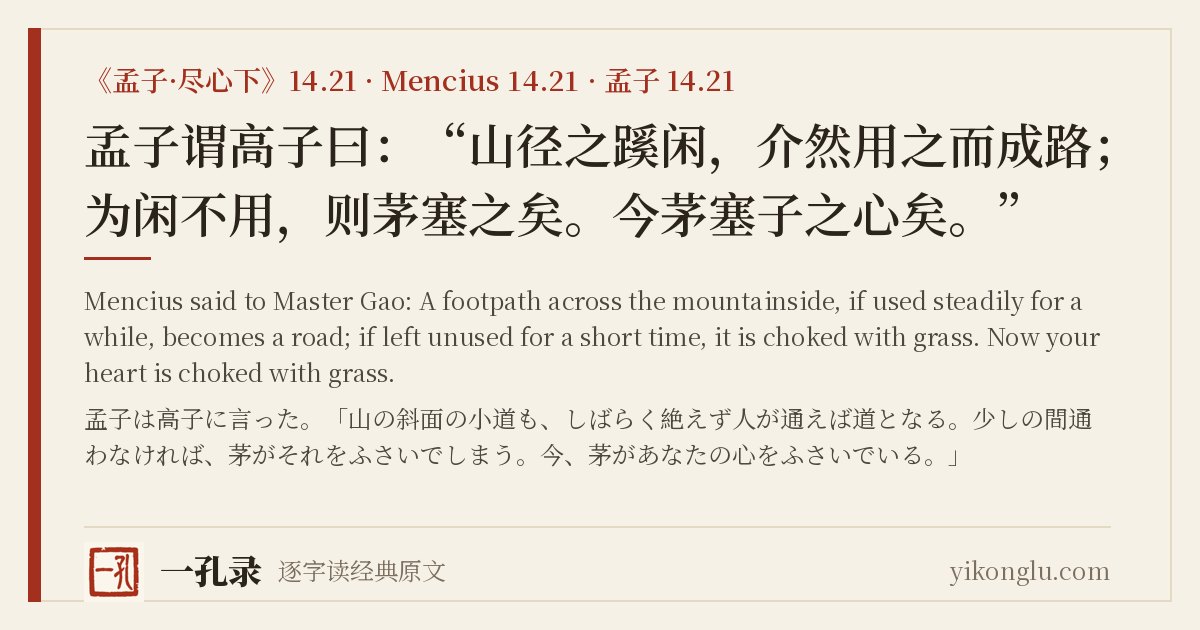 《孟子·尽心下》14.21 · Mencius 14.21 · 孟子 14.21
孟子谓高子曰：“山径之蹊闲，介然用之而成路；
为闲不用，则茅塞之矣。今茅塞子之心矣。”
Mencius said to Master Gao: A footpath across the mountainside, if used steadily for a
while, becomes a road; if left unused for a short time, it is choked with grass. Now your
heart is choked with grass.
孟子は高子に言った。「山の斜面の小道も、しばらく絶えず人が通えば道となる。少しの間通
わなければ、茅がそれをふさいでしまう。今、茅があなたの心をふさいでいる。」
一孔
一孔录 逐字读经典原文 yikonglu.com